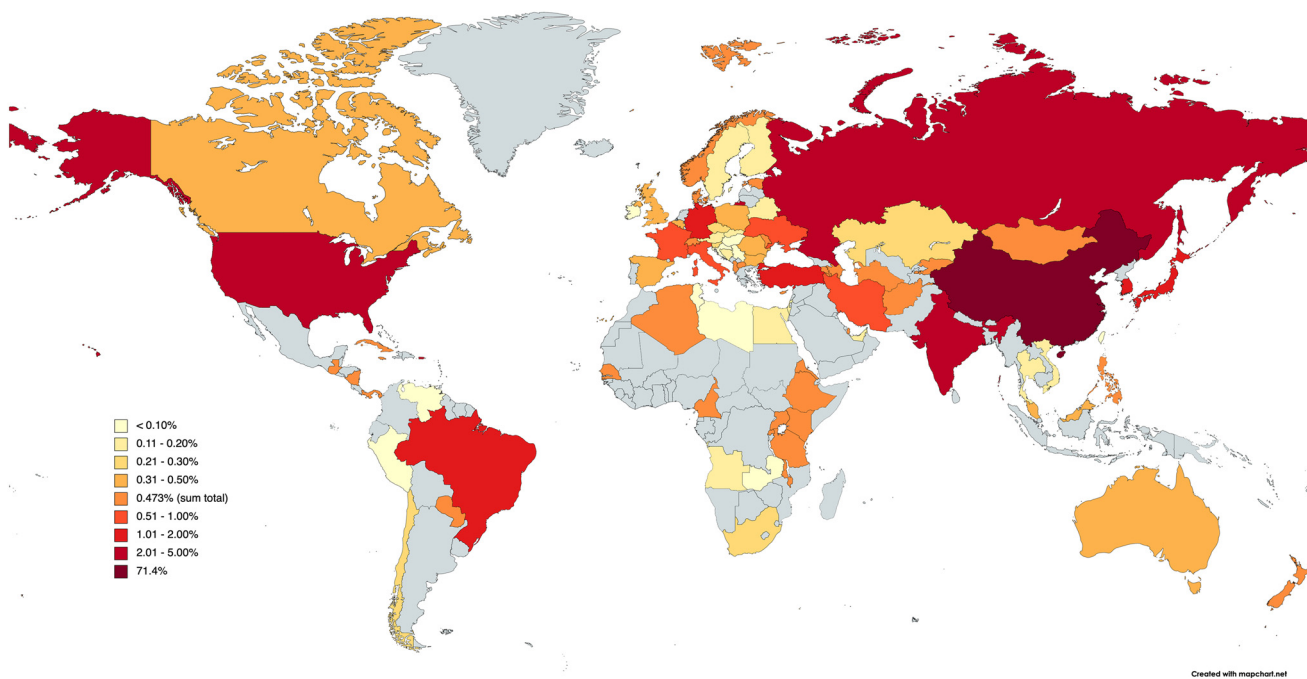 < 0.10%
0.11 - 0.20%
0.21 - 0.30%
0.31 - 0.50%
0.473% (sum total)
0.51 - 1.00%
1.01 - 2.00%
2.01 - 5.00%
71.4%
Created with mapchart.net